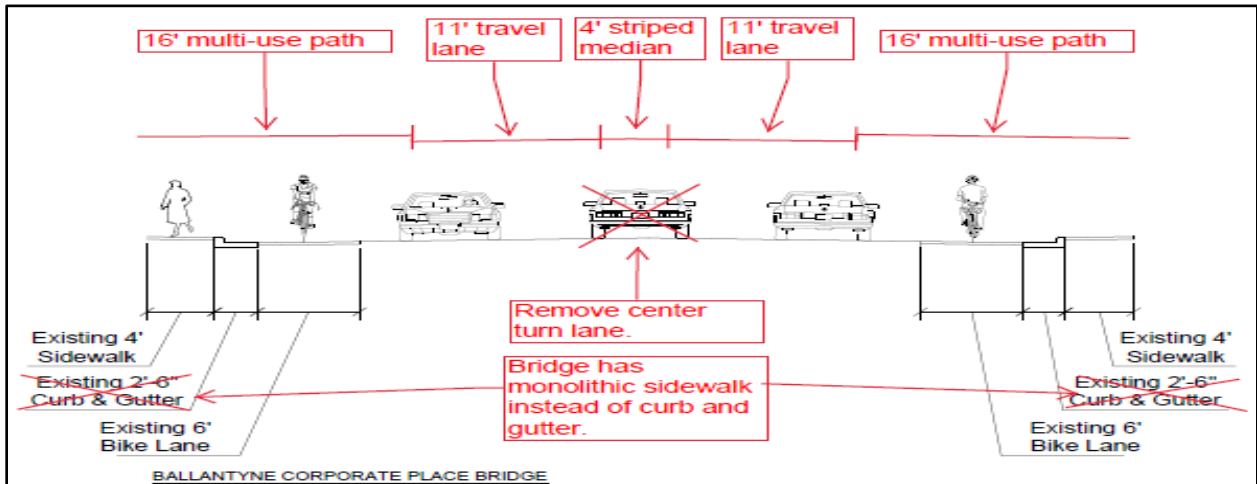 16' multi-use path
11' travel
lane
4' striped
median
11' travel
lane
16' multi-use path
Remove center
turn lane.
Existing 4'
Sidewalk
Existing 2'-6"
Curb & Gutter
Existing 6'
Bike Lane
Bridge has
monolithic sidewalk
instead of curb and
gutter.
Existing 4'
Sidewalk
Existing 2'-6"
Curb & Gutter
Existing 6'
Bike Lane
BALLANTYNE CORPORATE PLACE BRIDGE